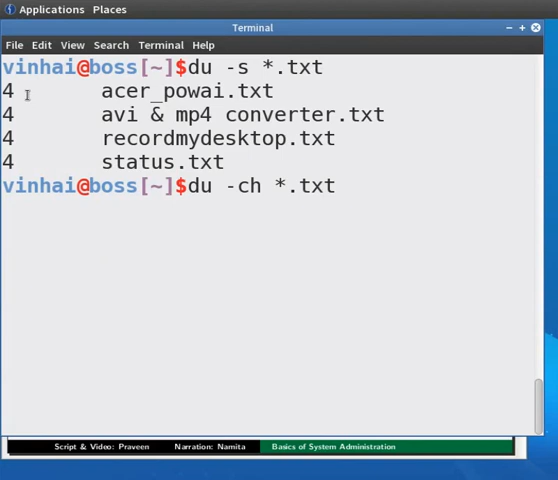 Applications Places
Terminal
File Edit View Search Terminal Help
vinhai@boss[~]$du -s *.txt
4 acer_powai.txt
4 avi & mp4 converter.txt
4 recordmydesktop.txt
4 status.txt
vinhai@boss[~]$du -ch *.txt
Script & Video: Praveen Narration: Namita Basics of System Administration